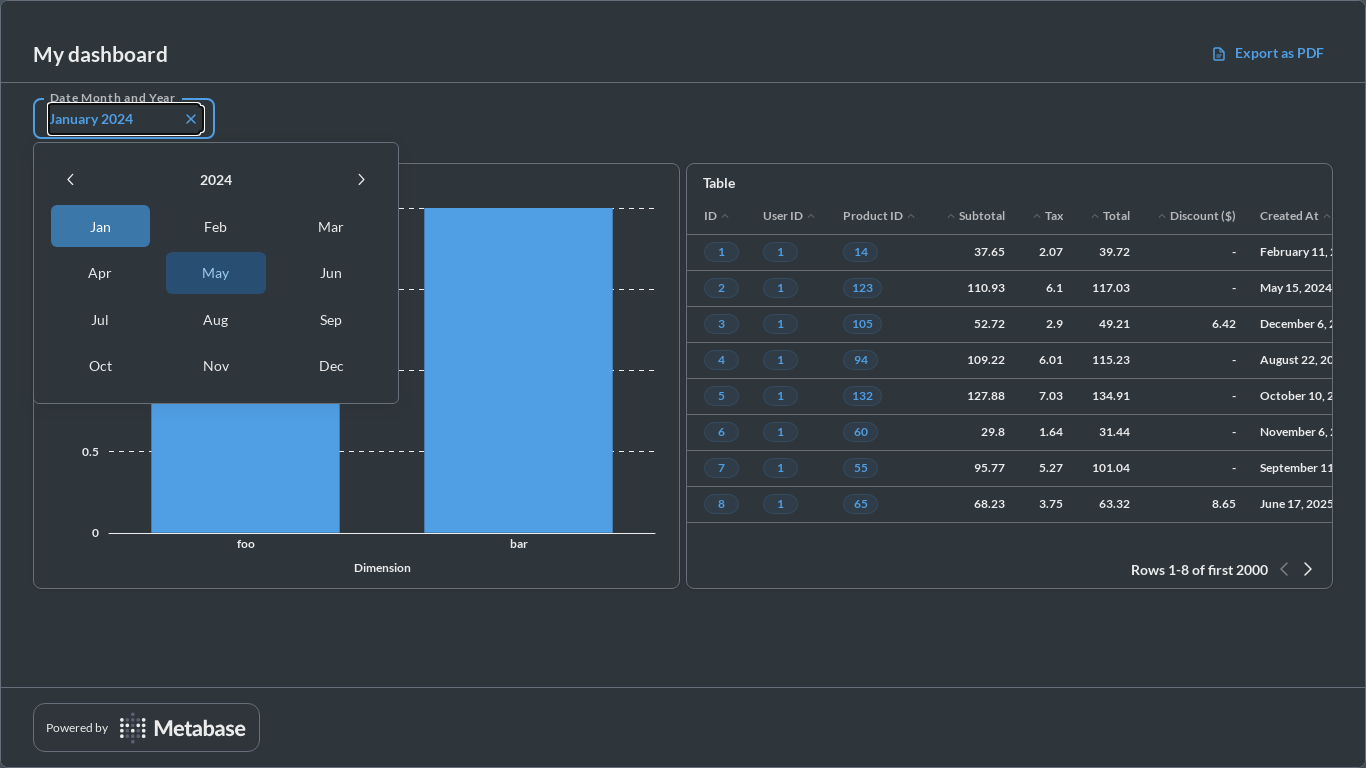 My dashboard
Export as PDF
Date Month and Year
January 2024
2024
Jan Feb Mar
Apr May Jun
Jul Aug Sep
Oct Nov Dec
0.5
0
foo bar
Dimension
Table
ID User ID Product ID Subtotal Tax Total Discount ($) Created At
1 1 14 37.65 2.07 39.72 - February 11,
2 1 123 110.93 6.1 117.03 - May 15, 2024
3 1 105 52.72 2.9 49.21 6.42 December 6,
4 1 94 109.22 6.01 115.23 - August 22, 20
5 1 132 127.88 7.03 134.91 - October 10,
6 1 60 29.8 1.64 31.44 - November 6,
7 1 55 95.77 5.27 101.04 - September 11
8 1 65 68.23 3.75 63.32 8.65 June 17, 2025
Rows 1-8 of first 2000
Powered by Metabase